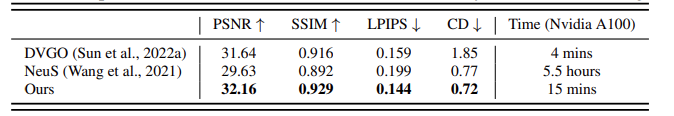 PSNR ↑ SSIM ↑ LPIPS ↓ CD ↓ Time (Nvidia A100)
DVGO (Sun et al., 2022a) 31.64 0.916 0.159 1.85 4 mins
NeuS (Wang et al., 2021) 29.63 0.892 0.199 0.77 5.5 hours
Ours 32.16 0.929 0.144 0.72 15 mins